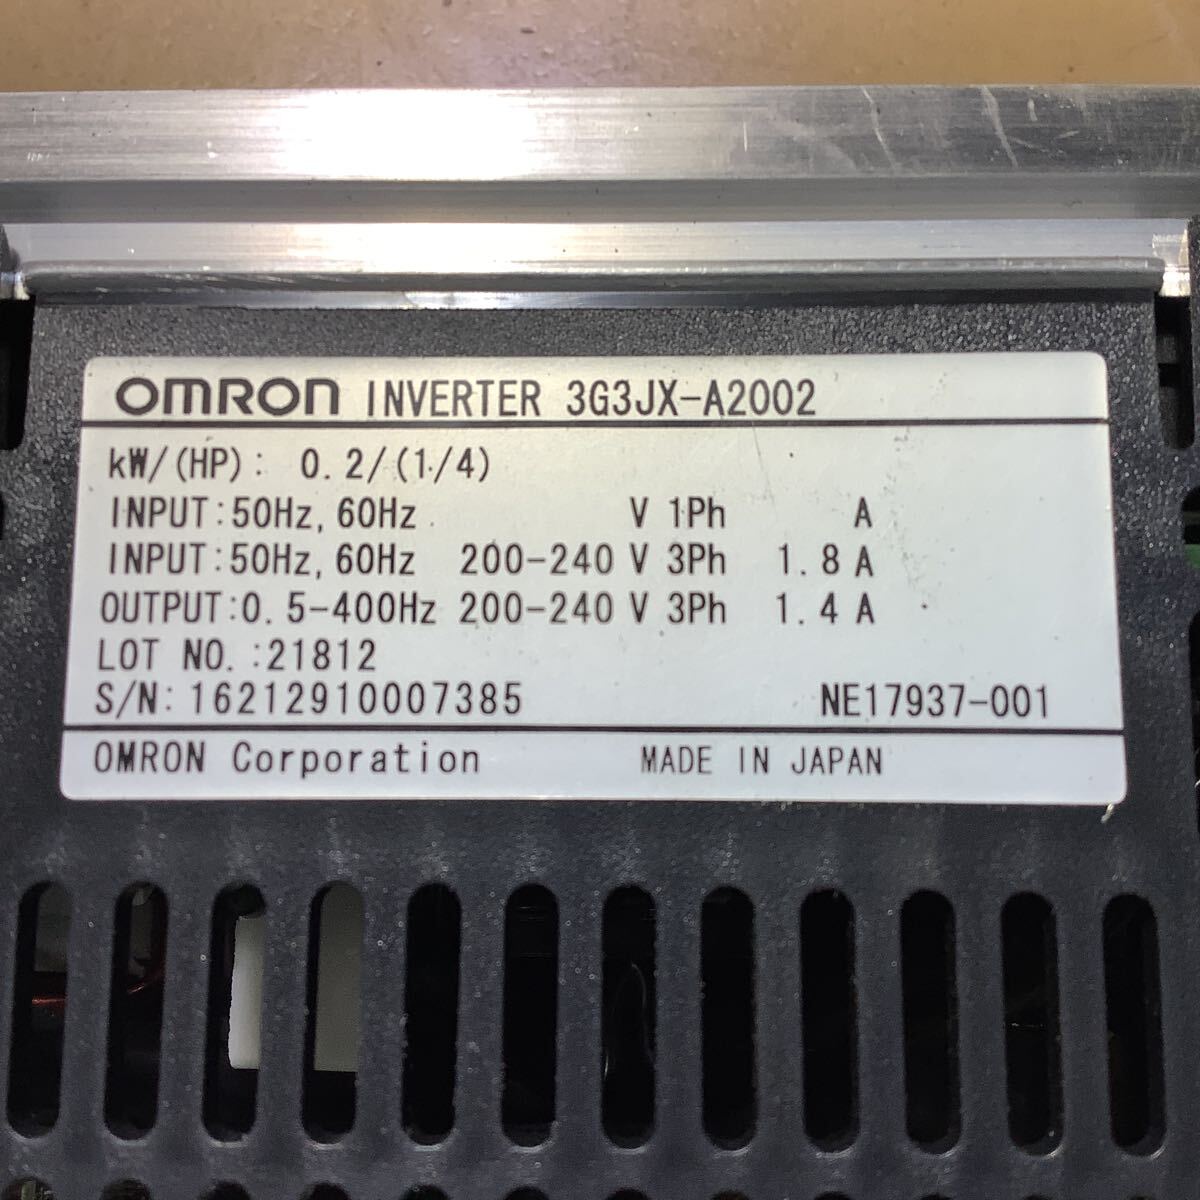 OMRON INVERTER 3G3JX-A2002
kW/(HP): 0.2/(1/4)
INPUT:50Hz,60Hz V 1Ph A
INPUT:50Hz,60Hz 200-240 V 3Ph 1.8 A
OUTPUT:0.5-400Hz 200-240 V 3Ph 1.4 A
LOT NO.:21812
S/N:16212910007385 NE17937-001
OMRON Corporation MADE IN JAPAN